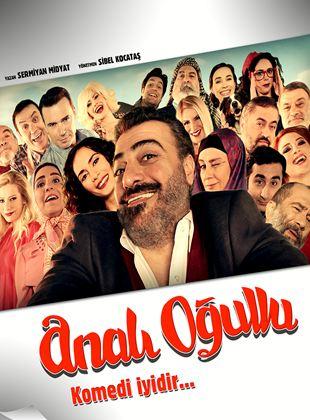 YAZAN SERMİYAN MİDYAT YÖNETMEN SİBEL KOCATAŞ
Analı Oğullu
Komedi iyidir...